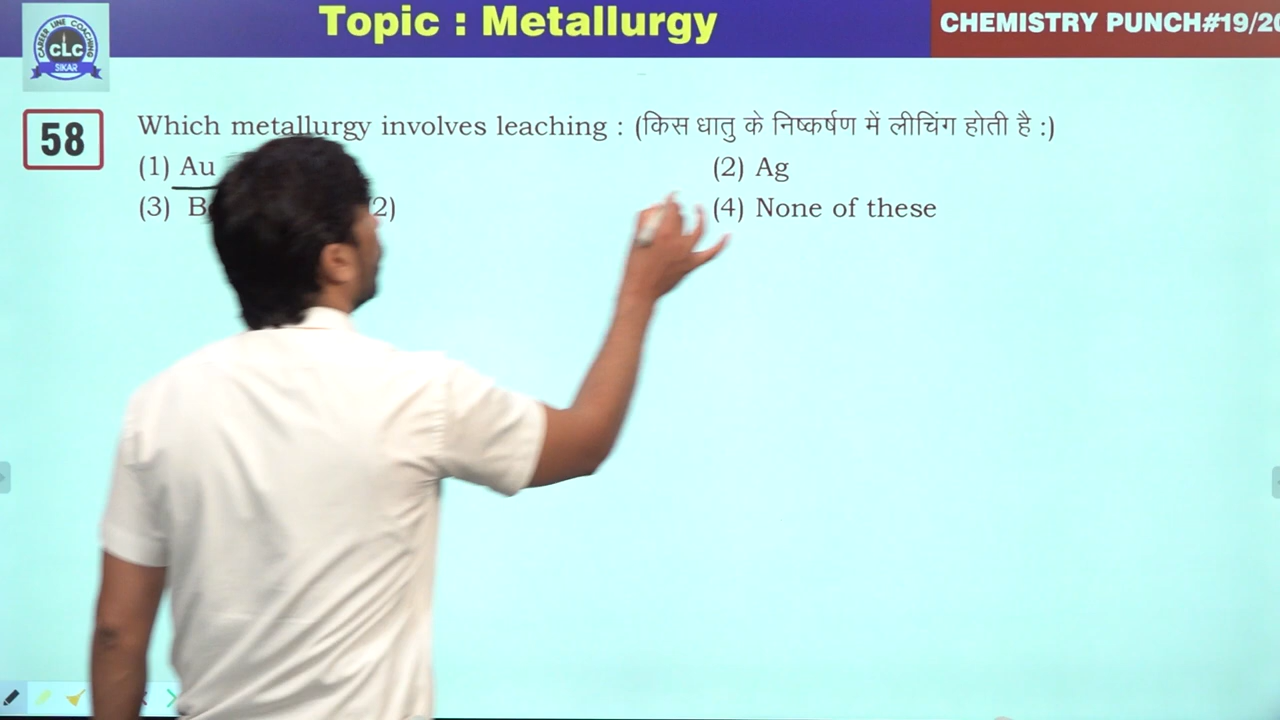 Topic : Metallurgy
CHEMISTRY PUNCH#19/20
CAREER LINE COACHING
CLC
SIKAR
58
Which metallurgy involves leaching : (किस धातु के निष्कर्षण में लीचिंग होती है :)
(1) Au
(2) Ag
(3) 2)
(4) None of these